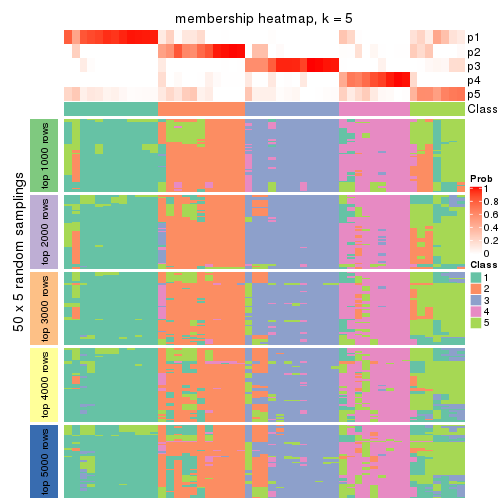 membership heatmap, k = 5
p1
p2
p3
p4
p5
Class
50 x 5 random samplings
top 1000 rows
top 2000 rows
top 3000 rows
top 4000 rows
top 5000 rows
Prob
1
0.8
0.6
0.4
0.2
0
Class
1
2
3
4
5